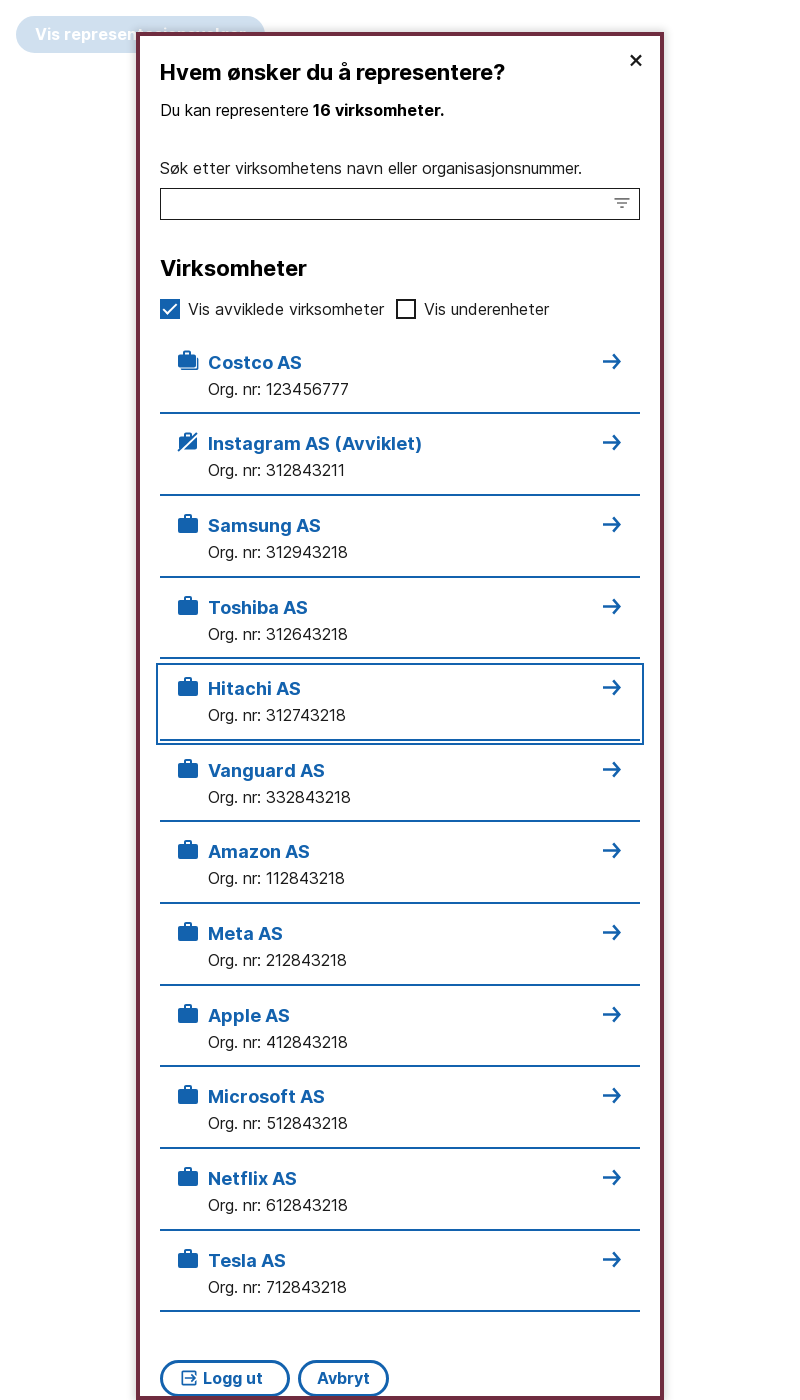 Vis represen
Hvem ønsker du å representere?
Du kan representere 16 virksomheter.
Søk etter virksomhetens navn eller organisasjonsnummer.
Virksomheter
Vis avviklede virksomheter Vis underenheter
Costco AS
Org. nr: 123456777
Instagram AS (Avviklet)
Org. nr: 312843211
Samsung AS
Org. nr: 312943218
Toshiba AS
Org. nr: 312643218
Hitachi AS
Org. nr: 312743218
Vanguard AS
Org. nr: 332843218
Amazon AS
Org. nr: 112843218
Meta AS
Org. nr: 212843218
Apple AS
Org. nr: 412843218
Microsoft AS
Org. nr: 512843218
Netflix AS
Org. nr: 612843218
Tesla AS
Org. nr: 712843218
Logg ut Avbryt